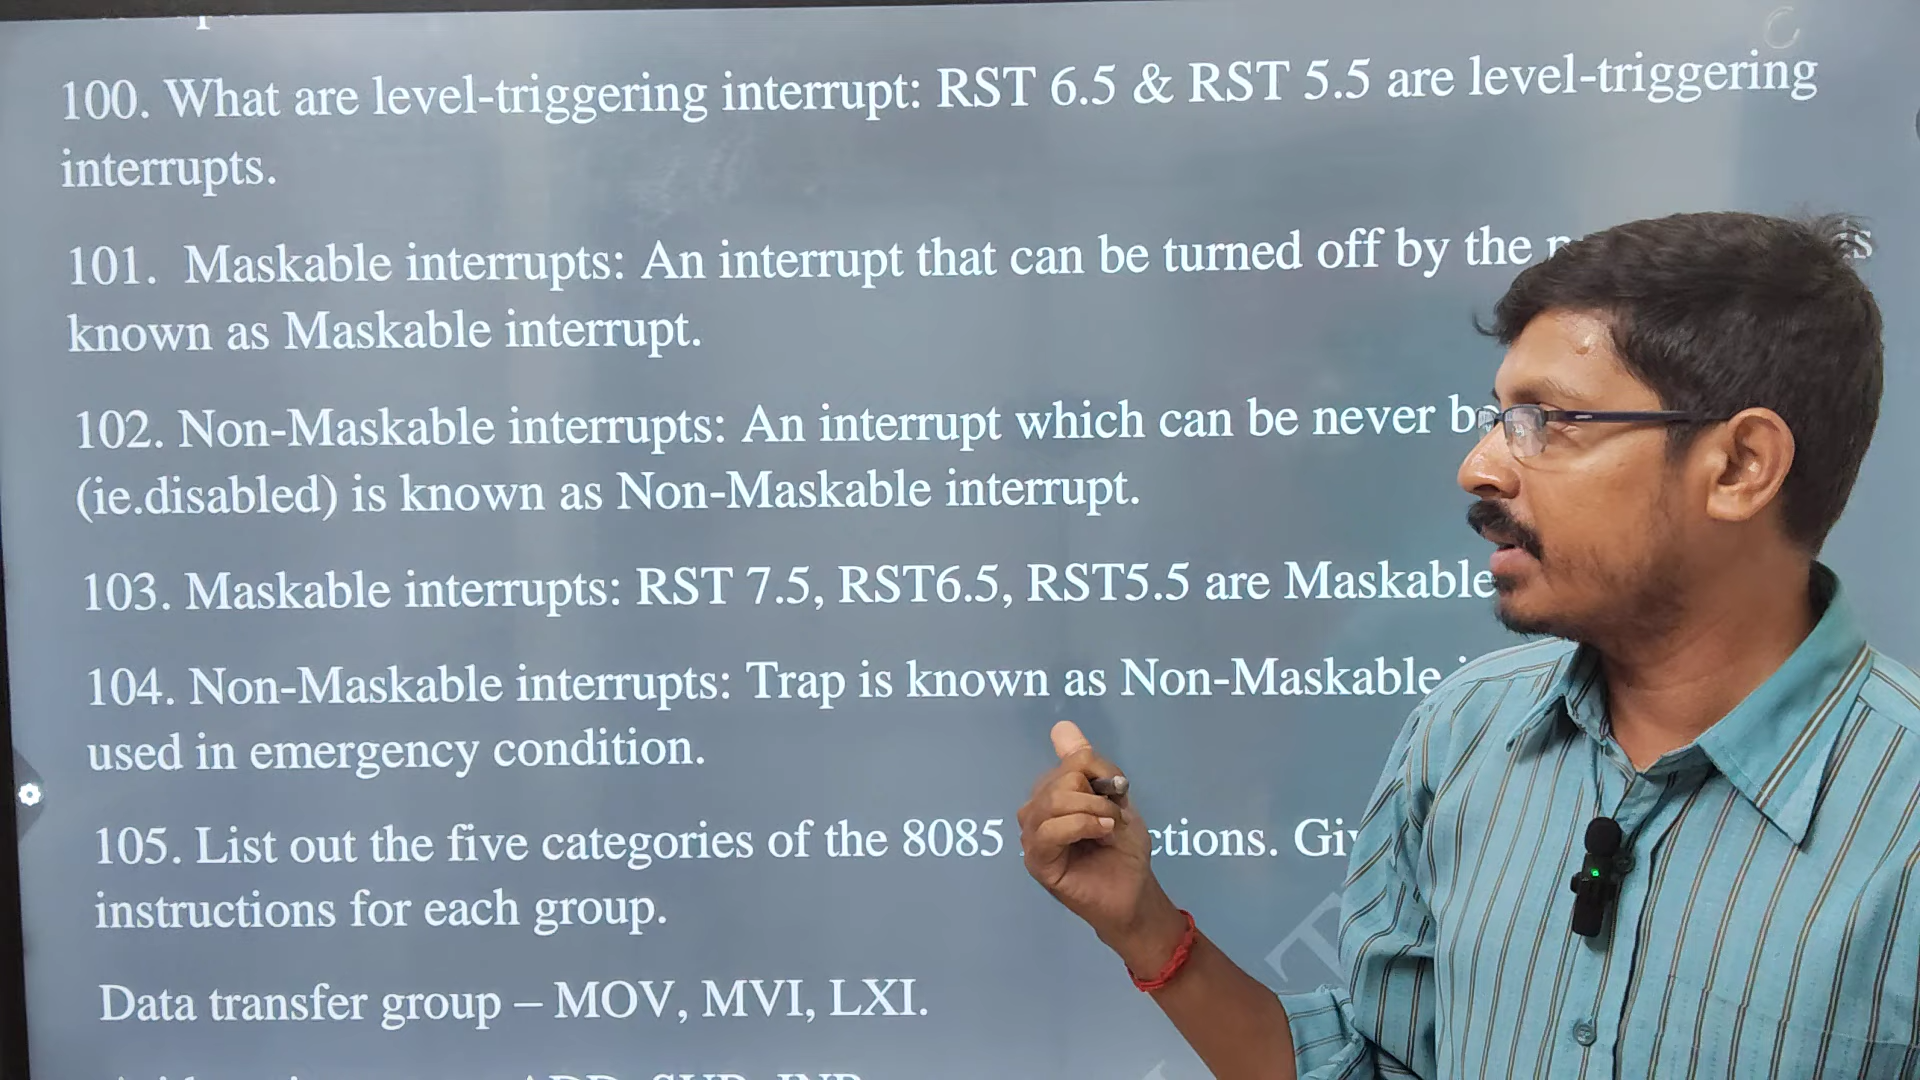 100. What are level-triggering interrupt: RST 6.5 & RST 5.5 are level-triggering
interrupts.
101. Maskable interrupts: An interrupt that can be turned off by the
known as Maskable interrupt.
102. Non-Maskable interrupts: An interrupt which can be never
(ie.disabled) is known as Non-Maskable interrupt.
103. Maskable interrupts: RST 7.5, RST6.5, RST5.5 are Maskable
104. Non-Maskable interrupts: Trap is known as Non-Maskable
used in emergency condition.
105. List out the five categories of the 8085
instructions for each group.
Data transfer group – MOV, MVI, LXI.